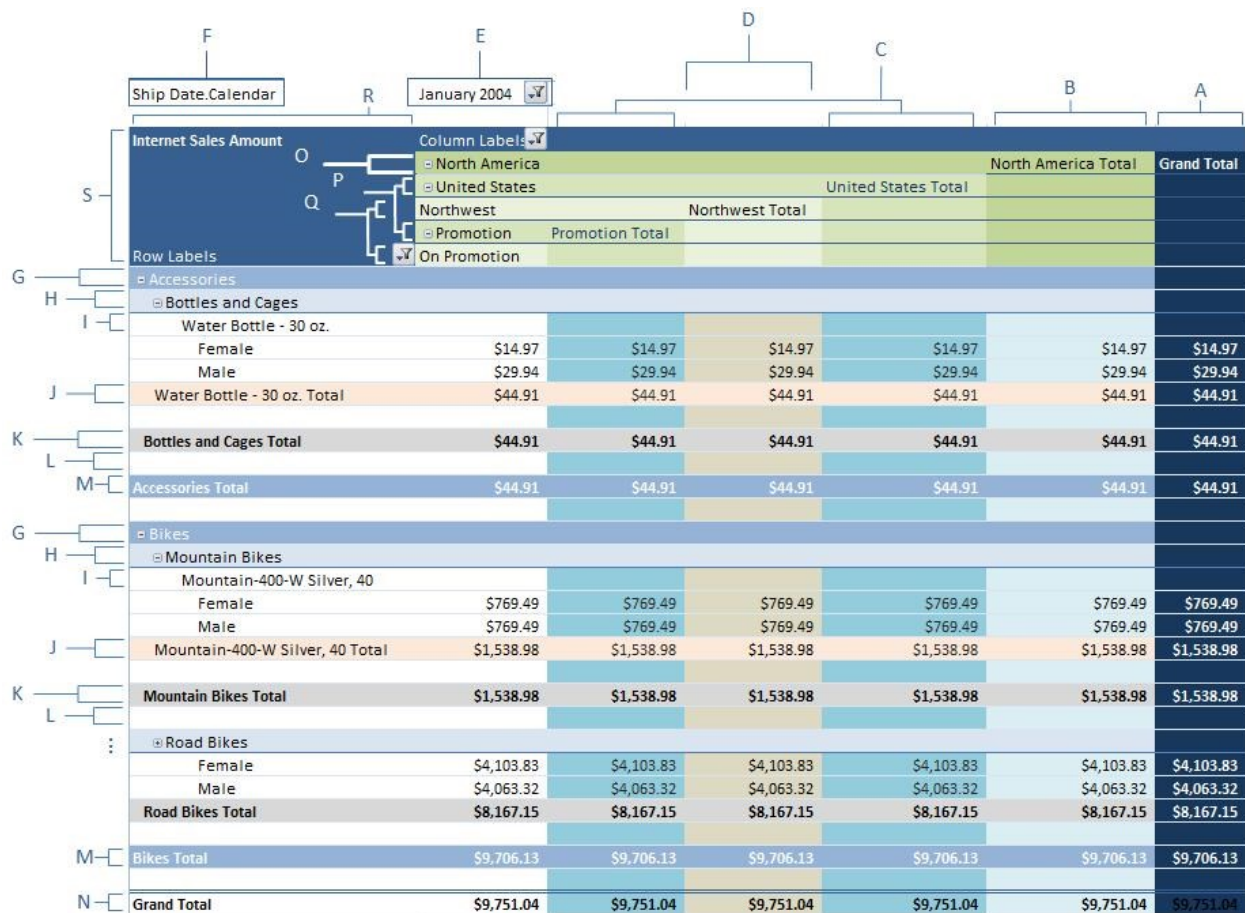 D
F E C
Ship Date.Calendar R January 2004 B A
Internet Sales Amount Column Labels
O North America North America Total Grand Total
P United States United States Total
S Q Northwest Northwest Total
Promotion Promotion Total
Row Labels On Promotion
G Accessories
H Bottles and Cages
I Water Bottle - 30 oz.
Female $14.97 $14.97 $14.97 $14.97 $14.97 $14.97
Male $29.94 $29.94 $29.94 $29.94 $29.94 $29.94
J Water Bottle - 30 oz. Total $44.91 $44.91 $44.91 $44.91 $44.91 $44.91
K Bottles and Cages Total $44.91 $44.91 $44.91 $44.91 $44.91 $44.91
L
M Accessories Total $44.91 $44.91 $44.91 $44.91 $44.91 $44.91
G Bikes
H Mountain Bikes
I Mountain-400-W Silver, 40
Female $769.49 $769.49 $769.49 $769.49 $769.49 $769.49
Male $769.49 $769.49 $769.49 $769.49 $769.49 $769.49
J Mountain-400-W Silver, 40 Total $1,538.98 $1,538.98 $1,538.98 $1,538.98 $1,538.98 $1,538.98
K Mountain Bikes Total $1,538.98 $1,538.98 $1,538.98 $1,538.98 $1,538.98 $1,538.98
L
⋮ Road Bikes
Female $4,103.83 $4,103.83 $4,103.83 $4,103.83 $4,103.83 $4,103.83
Male $4,063.32 $4,063.32 $4,063.32 $4,063.32 $4,063.32 $4,063.32
Road Bikes Total $8,167.15 $8,167.15 $8,167.15 $8,167.15 $8,167.15 $8,167.15
M Bikes Total $9,706.13 $9,706.13 $9,706.13 $9,706.13 $9,706.13 $9,706.13
N Grand Total $9,751.04 $9,751.04 $9,751.04 $9,751.04 $9,751.04 $9,751.04